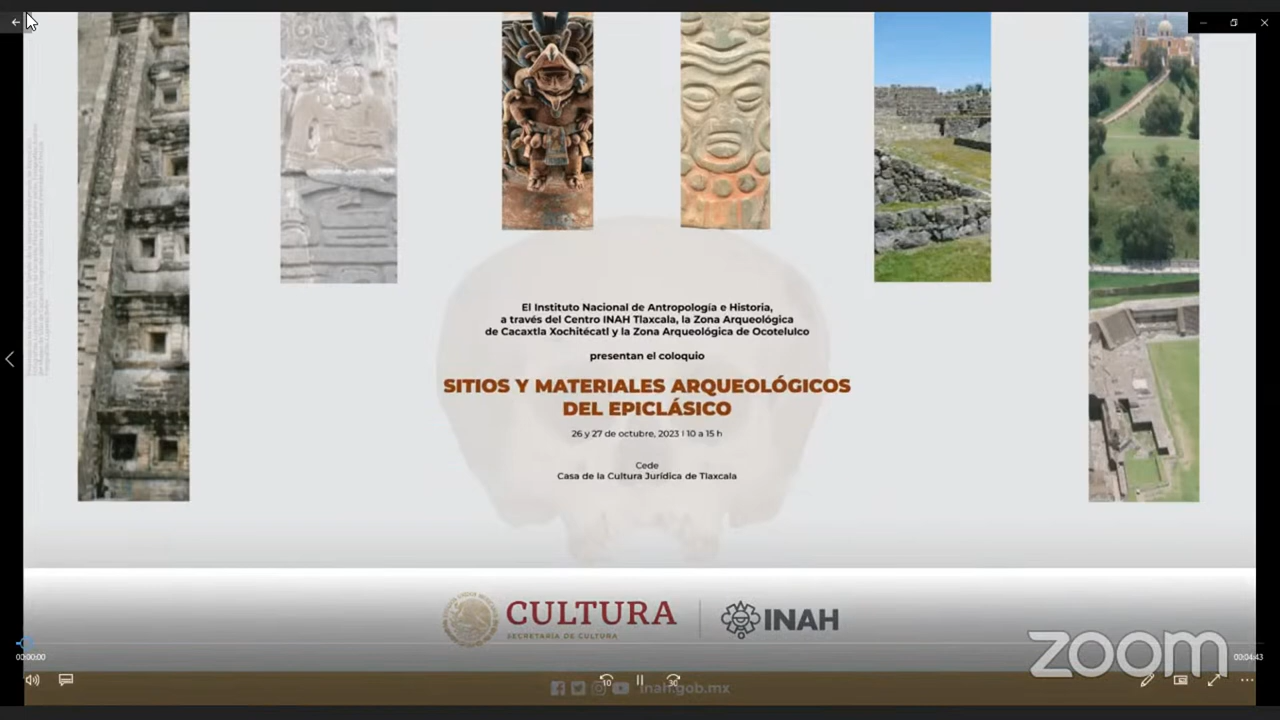 El Instituto Nacional de Antropología e Historia,
a través del Centro INAH Tlaxcala, la Zona Arqueológica
de Cacaxtla Xochitécatl y la Zona Arqueológica de Ocotelulco
presentan el coloquio
SITIOS Y MATERIALES ARQUEOLÓGICOS
DEL EPICLÁSICO
26 y 27 de octubre, 2023 | 10 a 15 h
Cede
Casa de la Cultura Jurídica de Tlaxcala
CULTURA
SECRETARÍA DE CULTURA
INAH
zoom
00:00:00
00:04:43
10
30
inah.gob.mx